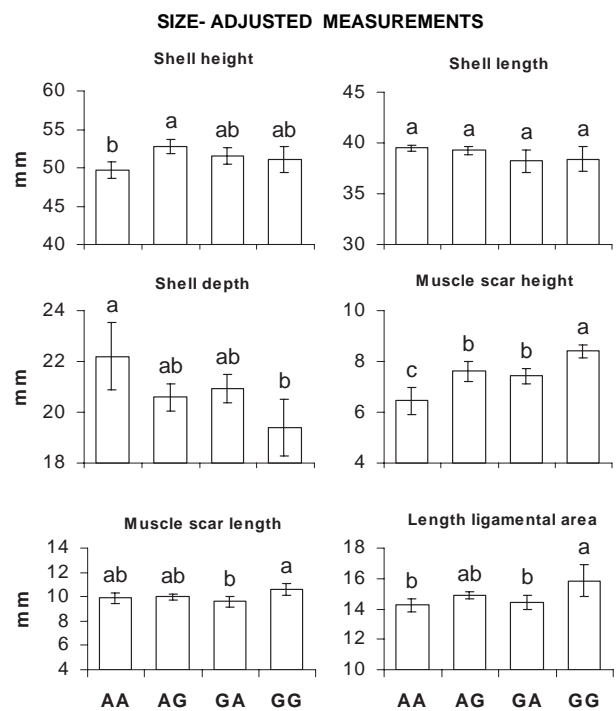 SIZE- ADJUSTED MEASUREMENTS
Shell height
60
55
50
45
40
mm
b
a
ab
ab
Shell length
45
40
35
30
a
a
a
a
Shell depth
24
22
20
18
mm
a
ab
ab
b
Muscle scar height
10
8
6
4
c
b
b
a
Muscle scar length
14
12
10
8
6
4
mm
ab
ab
b
a
AA AG GA GG
Length ligamental area
18
16
14
12
10
b
ab
b
a
AA AG GA GG